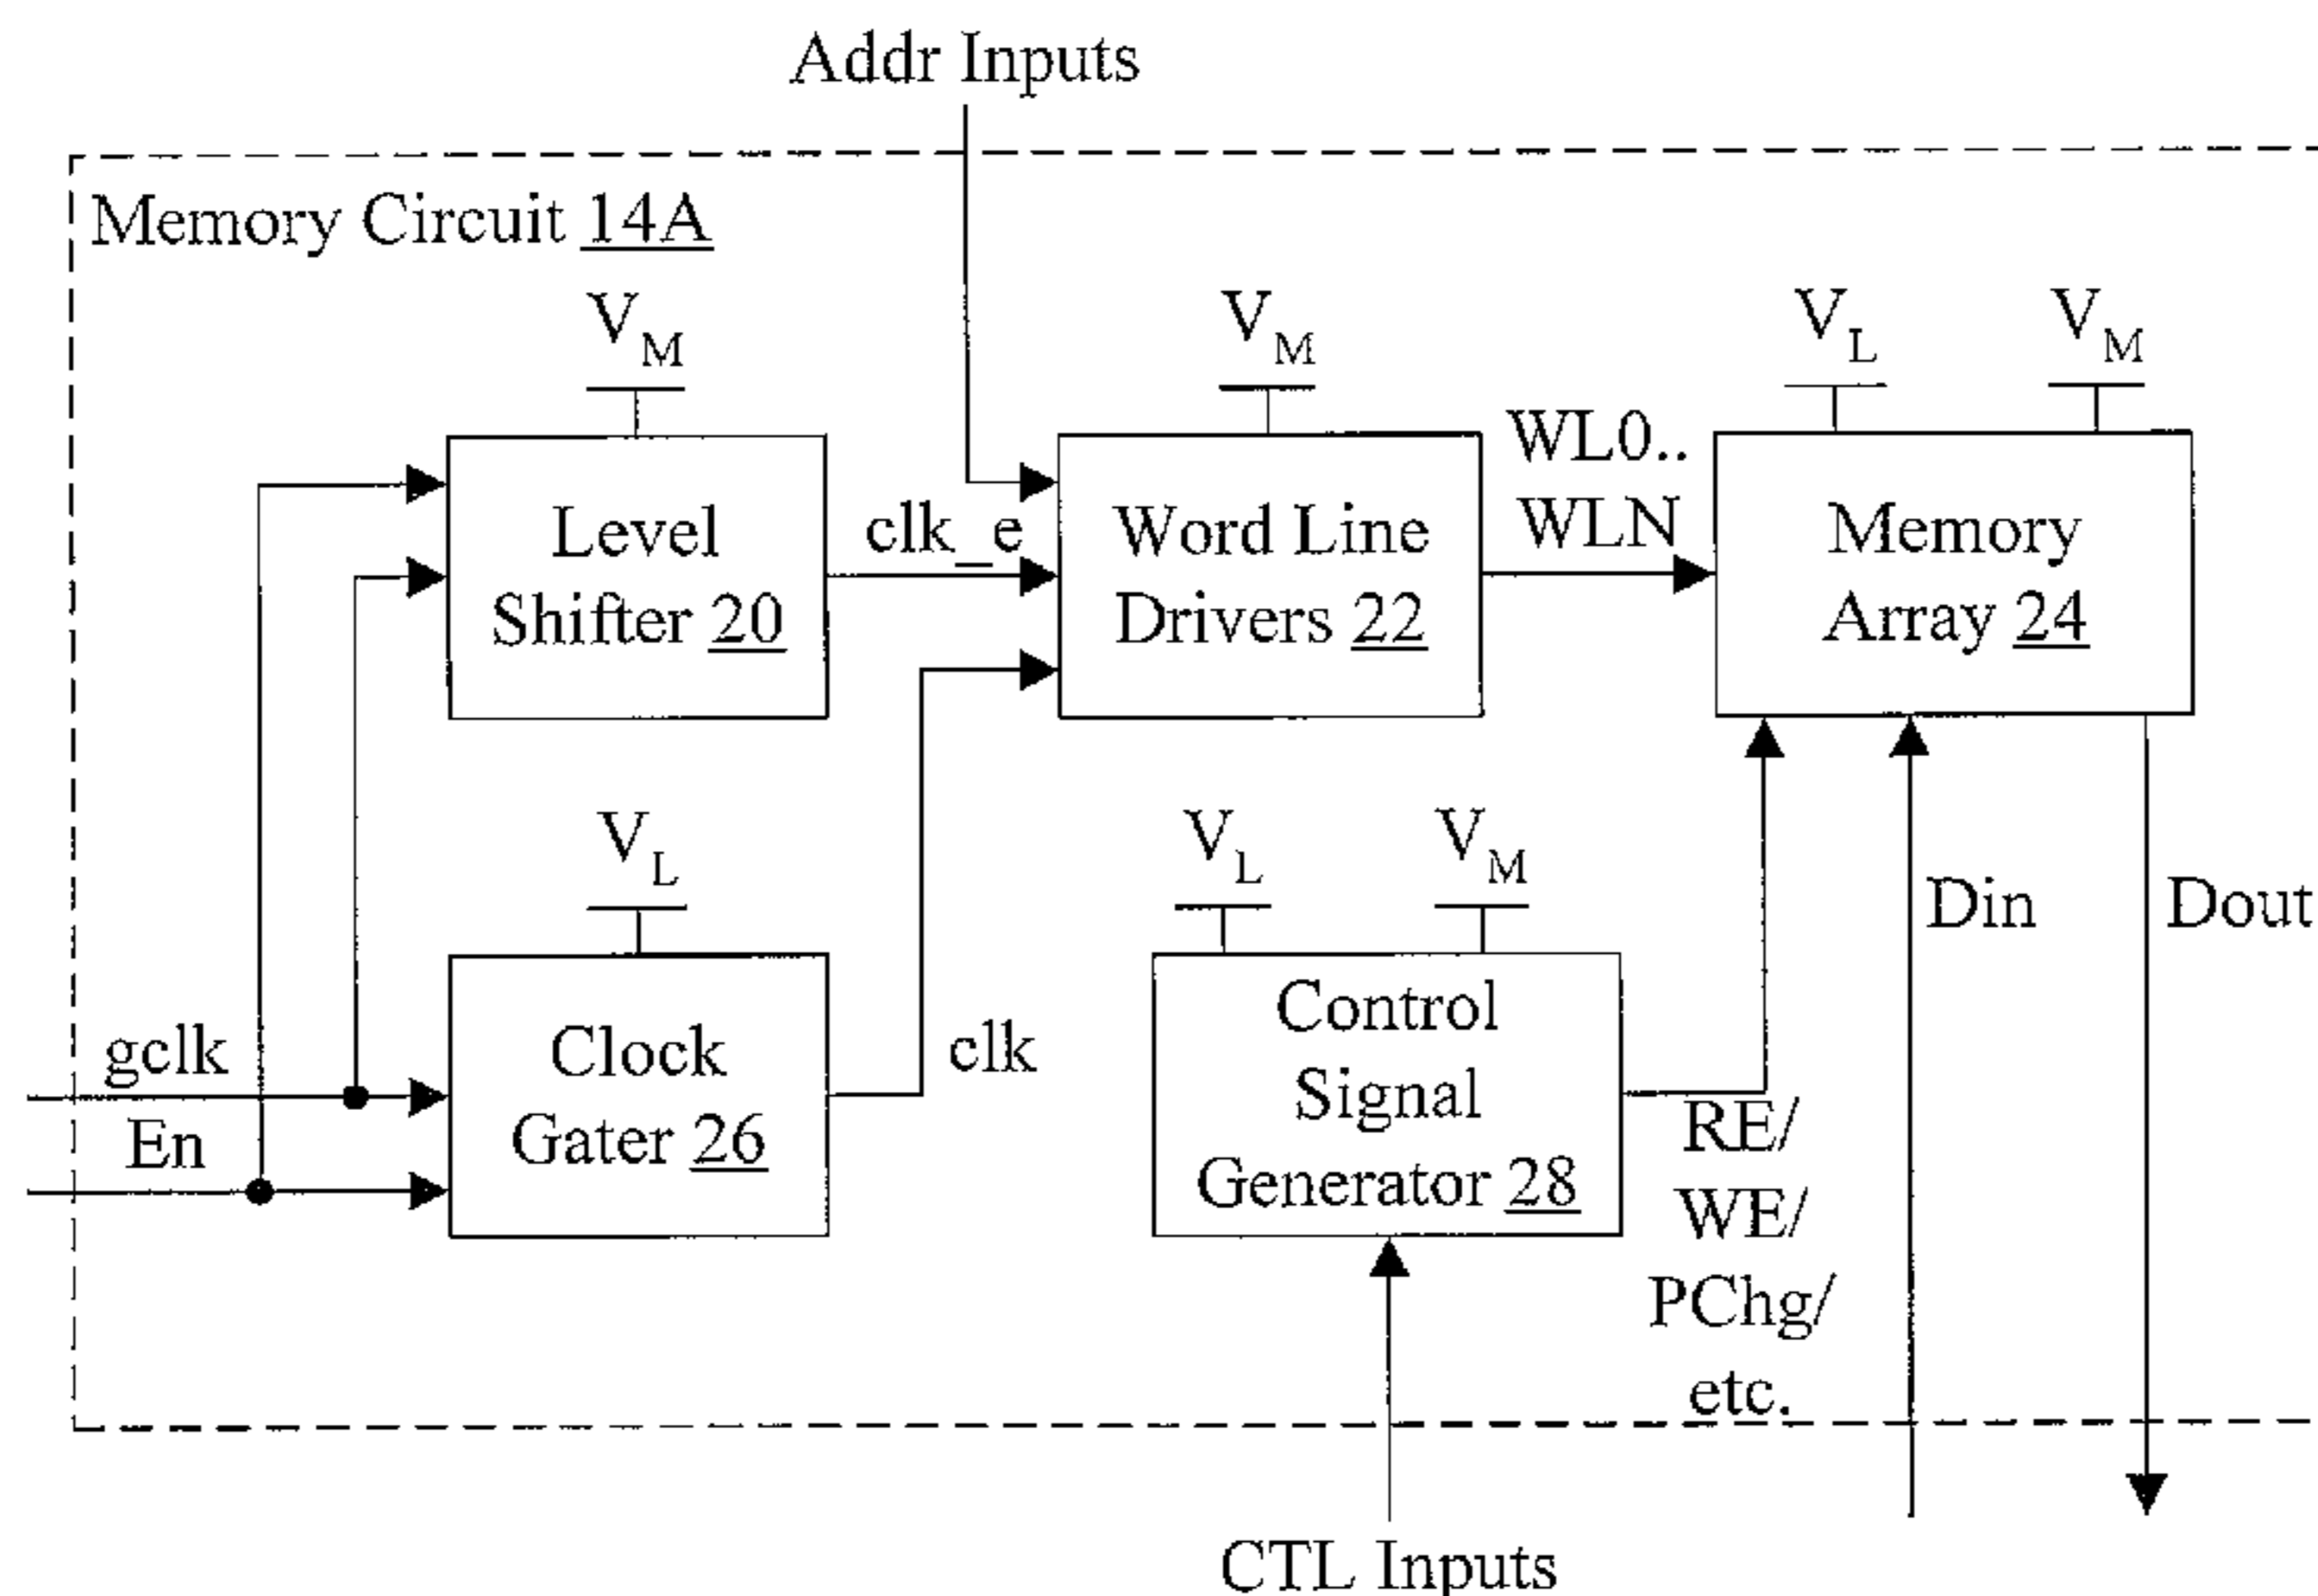 Addr Inputs
Memory Circuit 14A
V_M
V_M
V_L
V_M
Level
Shifter 20
clk_e
Word Line
Drivers 22
WL0..
WLN
Memory
Array 24
V_L
V_L
V_M
Din
Dout
gclk
En
Clock
Gater 26
clk
Control
Signal
Generator 28
RE/
WE/
PChg/
etc.
CTL Inputs